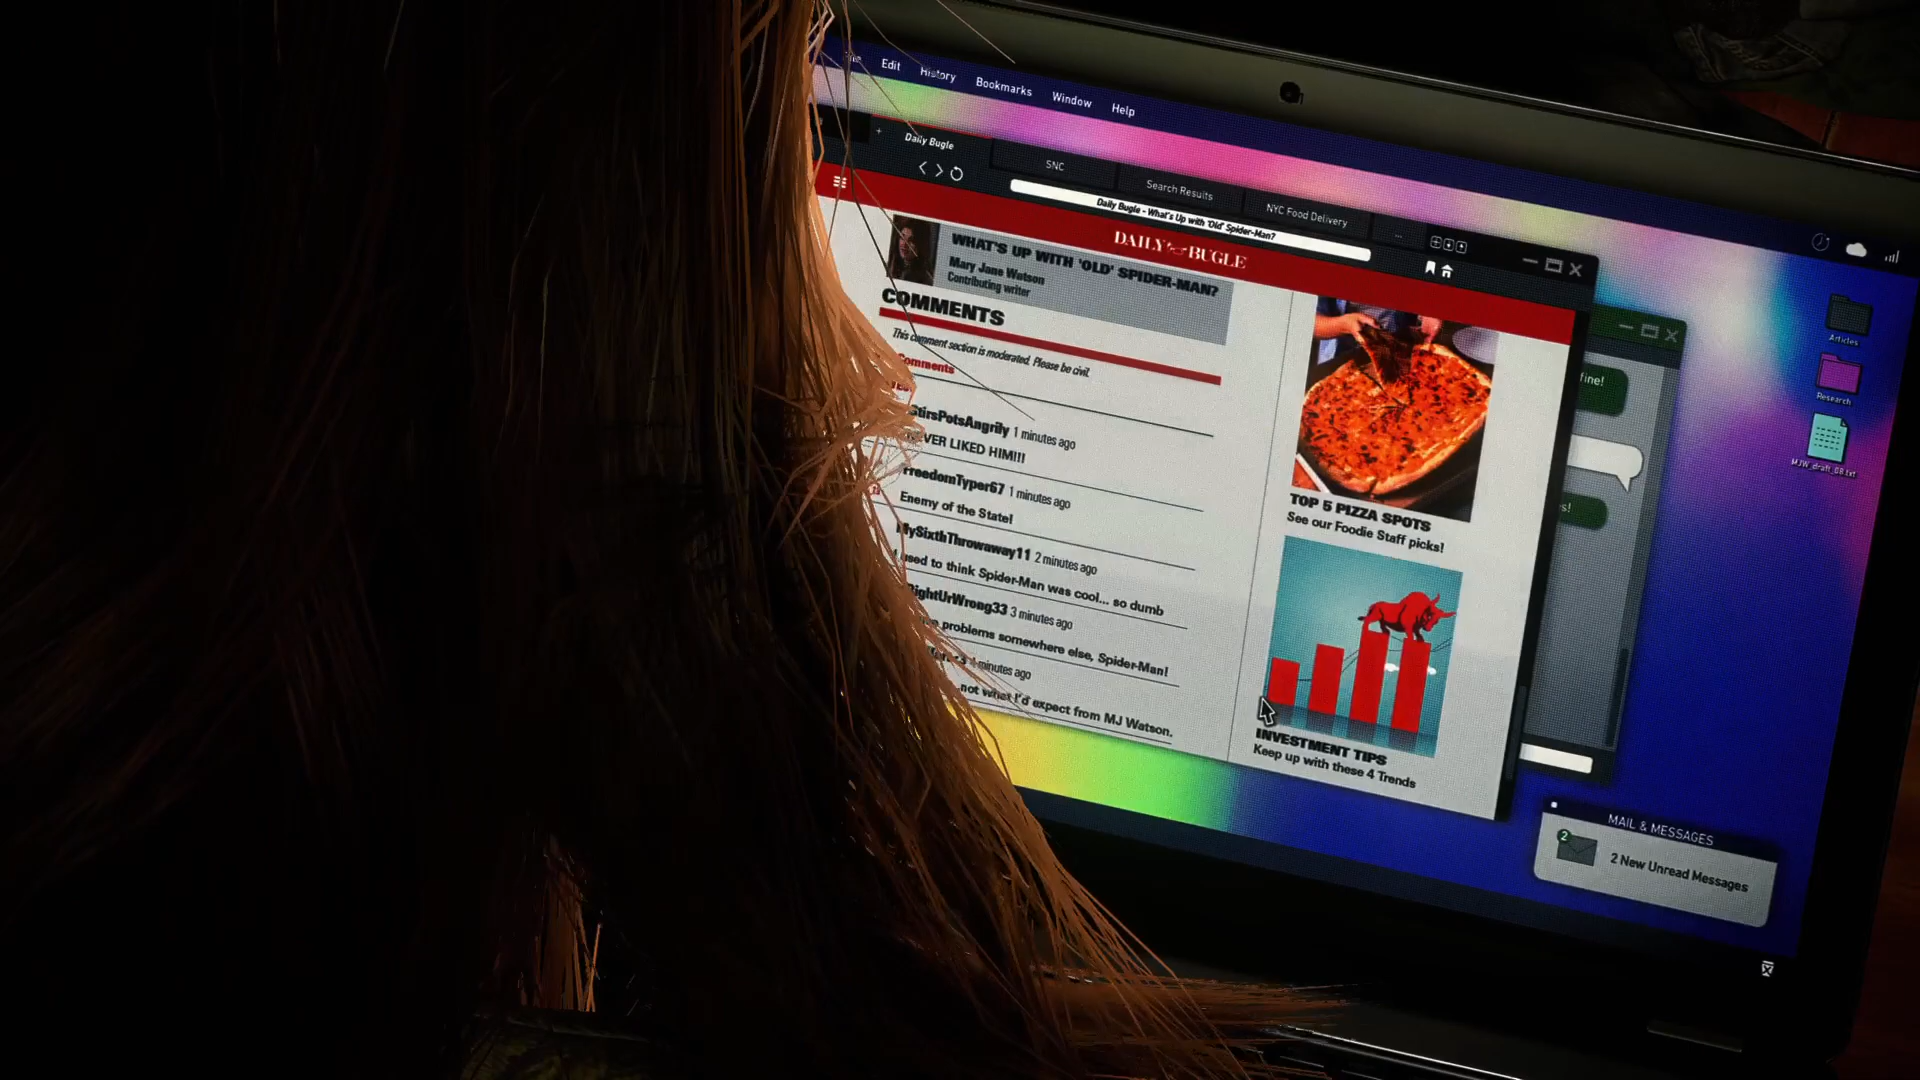 Edit History Bookmarks Window Help
Daily Bugle
SNC
Search Results
NYC Food Delivery
...
Daily Bugle - What's Up with 'Old' Spider-Man?
DAILY BUGLE
WHAT'S UP WITH 'OLD' SPIDER-MAN?
Mary Jane Watson
Contributing writer
COMMENTS
This comment section is moderated. Please be civil.
Comments
StirsPotsAngrily 1 minutes ago
EVER LIKED HIM!!!
FreedomTyper67 1 minutes ago
Enemy of the State!
MySixthThrowaway11 2 minutes ago
I used to think Spider-Man was cool... so dumb
RightUrWrong33 3 minutes ago
problems somewhere else, Spider-Man!
minutes ago
...not what I'd expect from MJ Watson.
TOP 5 PIZZA SPOTS
See our Foodie Staff picks!
INVESTMENT TIPS
Keep up with these 4 Trends
fine!
s!
Articles
Research
MJW_draft_08.txt
MAIL & MESSAGES
2
2 New Unread Messages